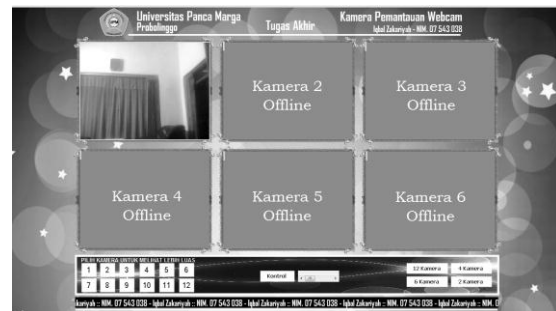 Universitas Panca Marga
Probolinggo
Tugas Akhir
Kamera Pemantauan Webcam
Iqbal Zakariyah - NIM. 07 543 038
Kamera 2
Offline
Kamera 3
Offline
Kamera 4
Offline
Kamera 5
Offline
Kamera 6
Offline
PILIH KAMERA UNTUK MELIHAT LEBIH LUAS
1 2 3 4 5 6
7 8 9 10 11 12
Kontrol
12 Kamera 4 Kamera
6 Kamera 2 Kamera
kariyah :: NIM. 07 543 038 - Iqbal Zakariyah :: NIM. 07 543 038 - Iqbal Zakariyah :: NIM. 07 543 038 - Iqbal Zakariyah :: NIM. 07 543 038 - Iqbal Zakariyah :: NIM. 0